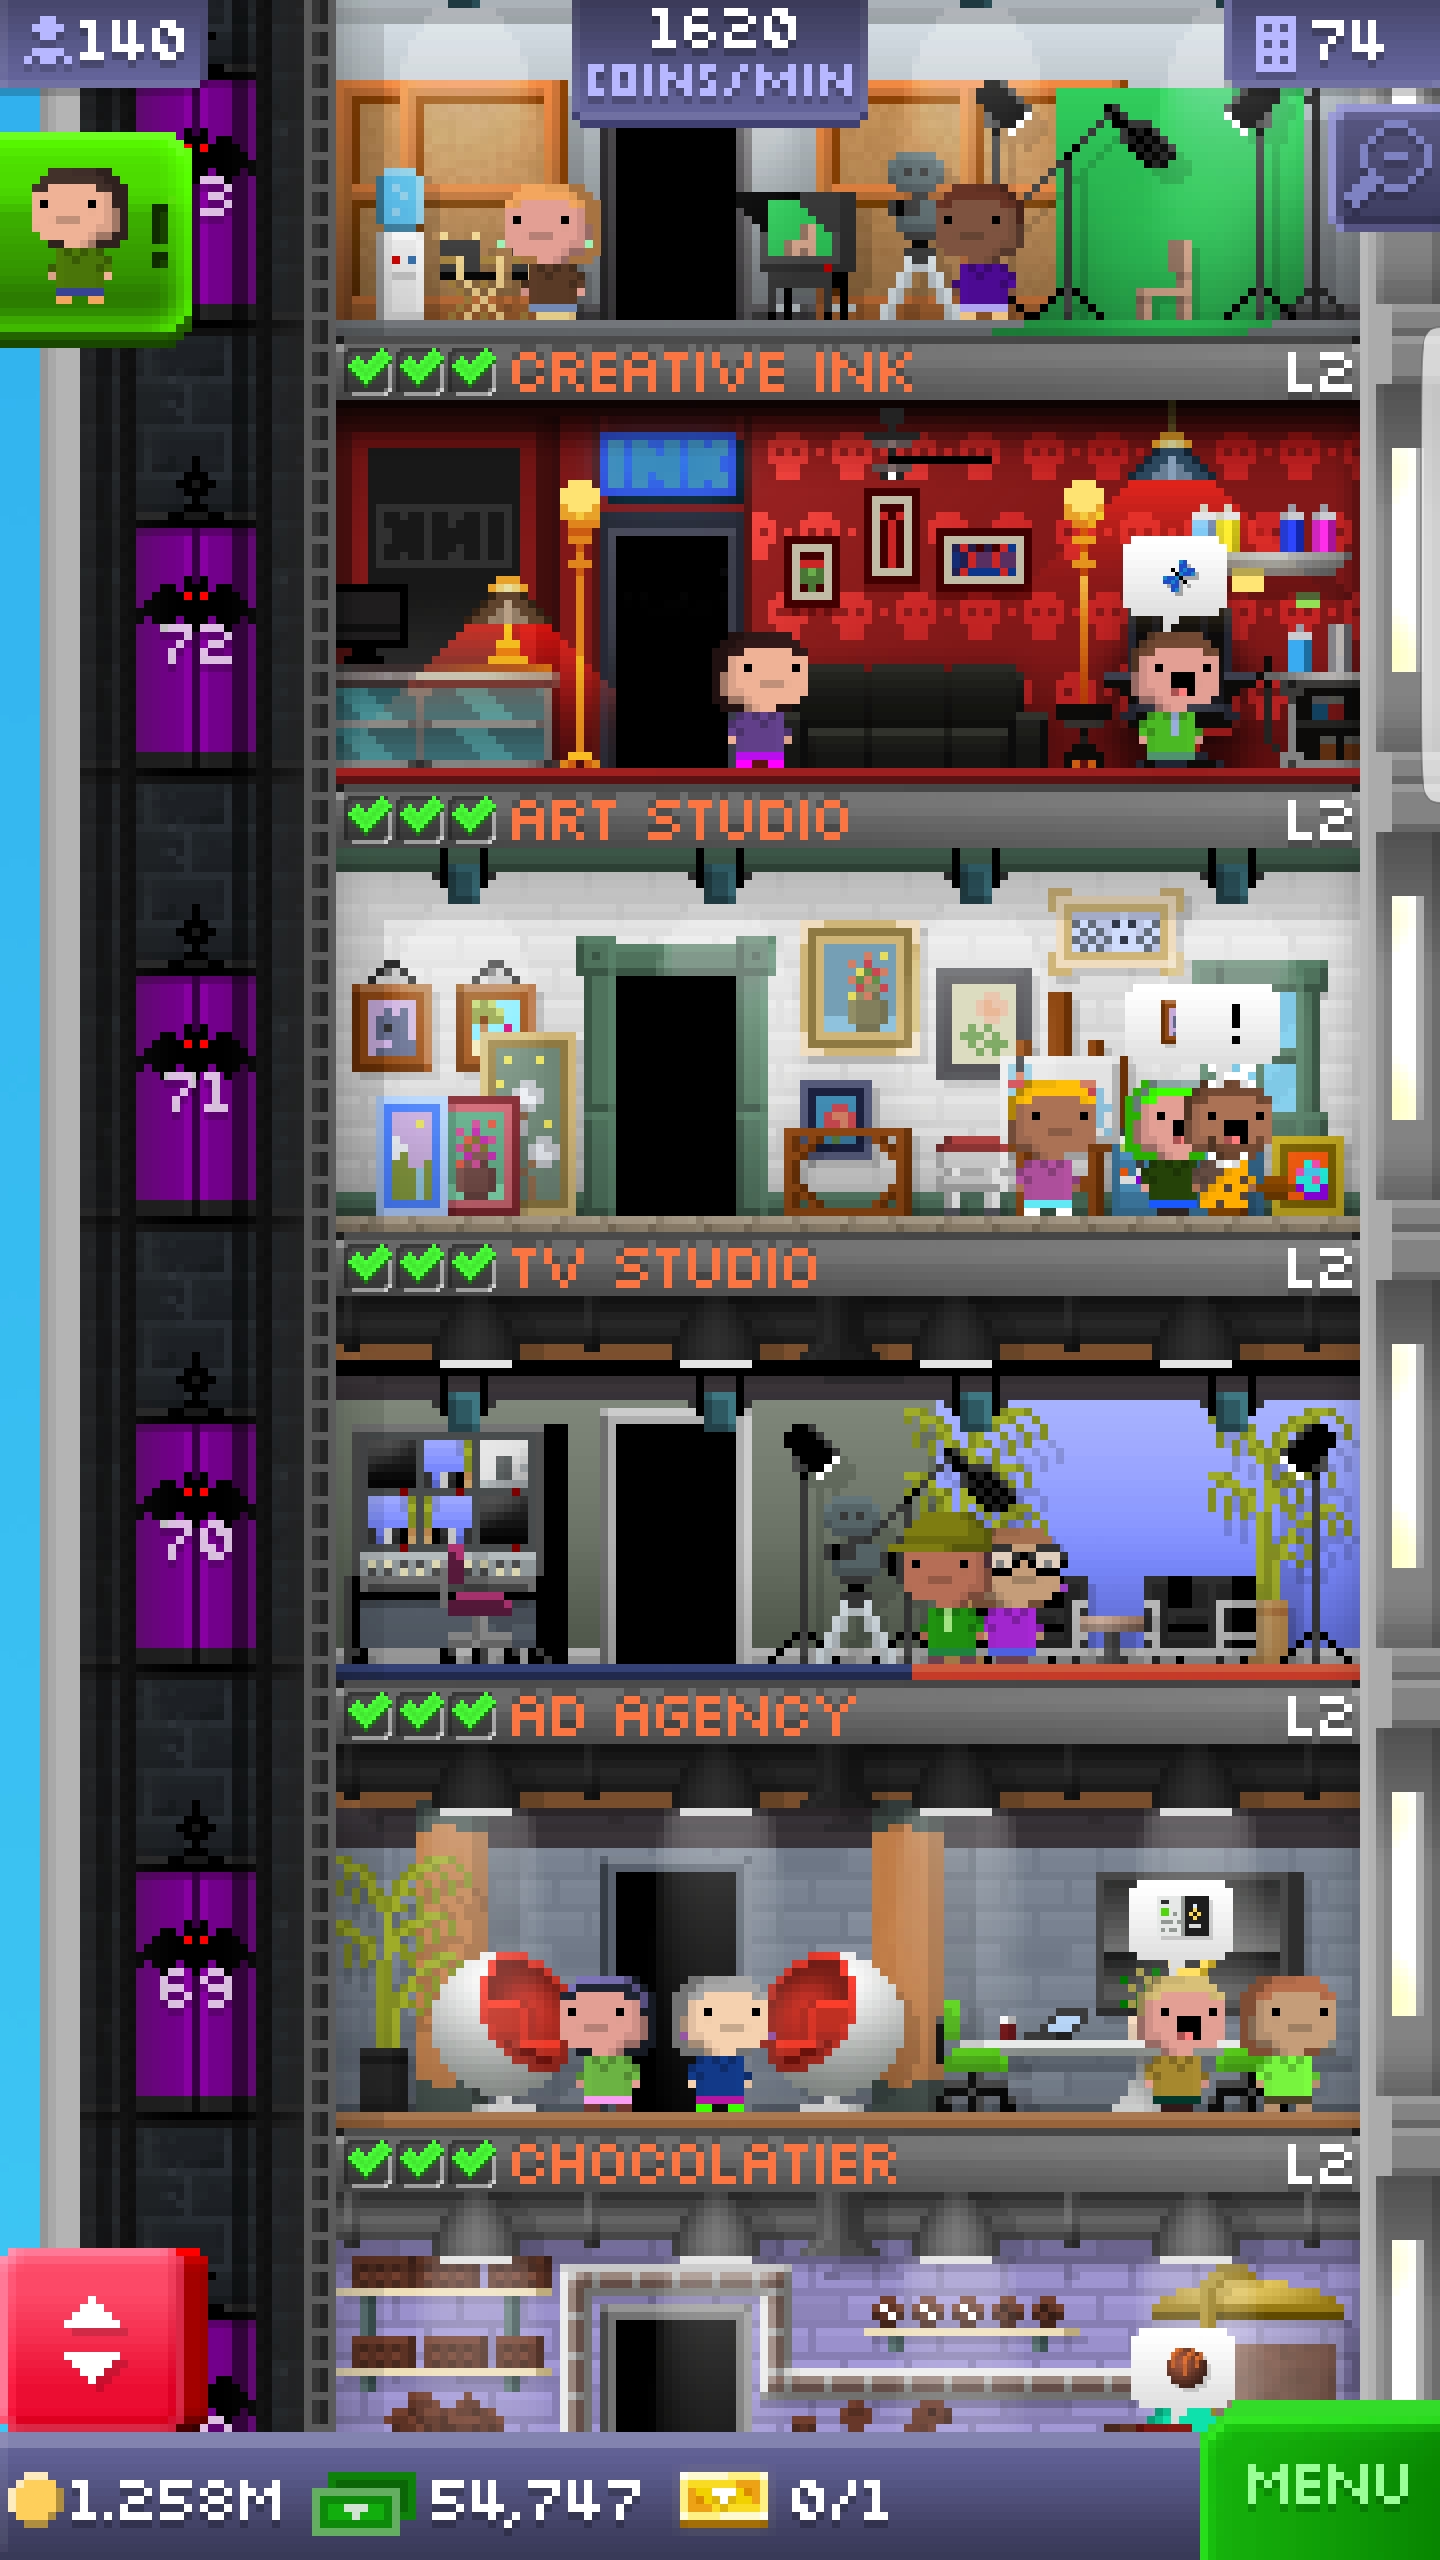 140
1620
COINS/MIN
74
!
3
CREATIVE INK
L2
INK
72
ART STUDIO
L2
!
71
TV STUDIO
L2
70
AD AGENCY
L2
69
CHOCOLATIER
L2
1.258M
54,747
0/1
MENU